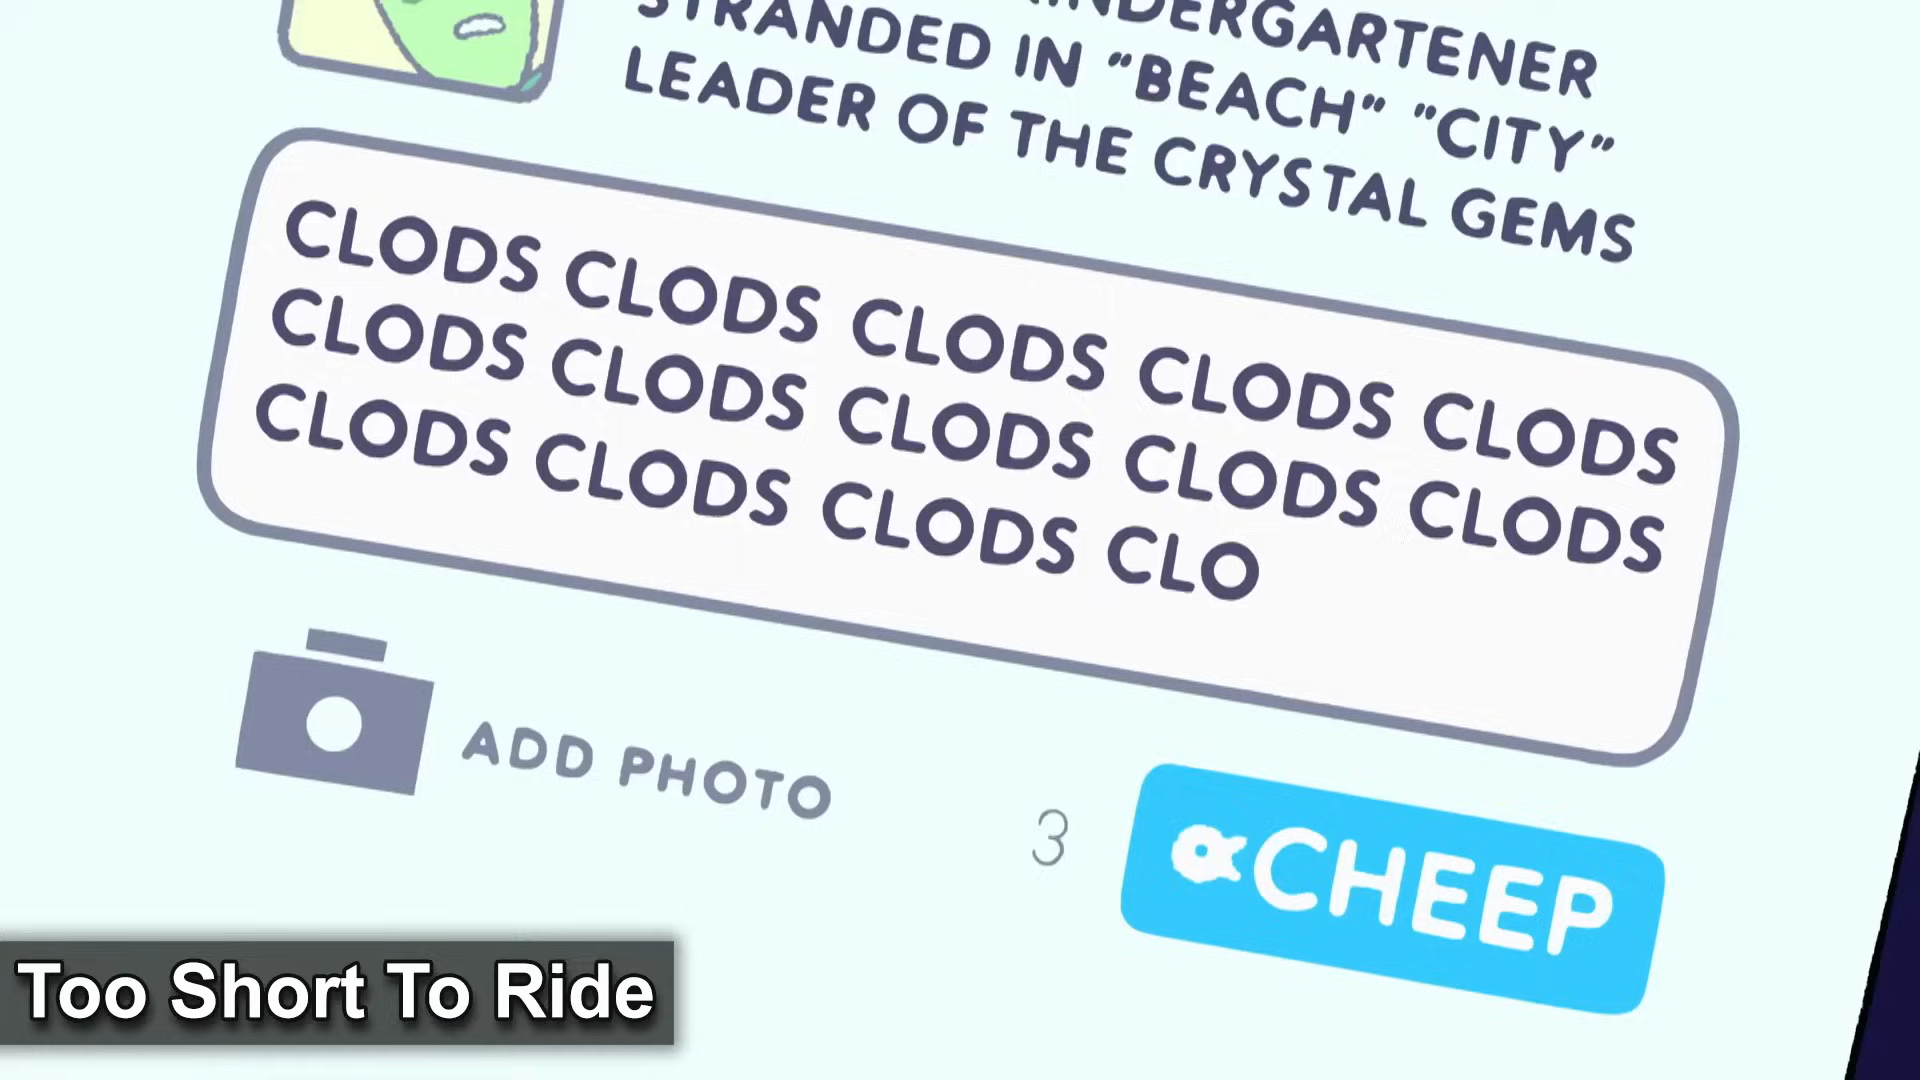 STRANDED IN “BEACH” ”CITY”
LEADER OF THE CRYSTAL GEMS
CLODS CLODS CLODS CLODS CLODS
CLODS CLODS CLODS CLODS CLODS
CLODS CLODS CLODS CLO
ADD PHOTO
3
CHEEP
Too Short To Ride